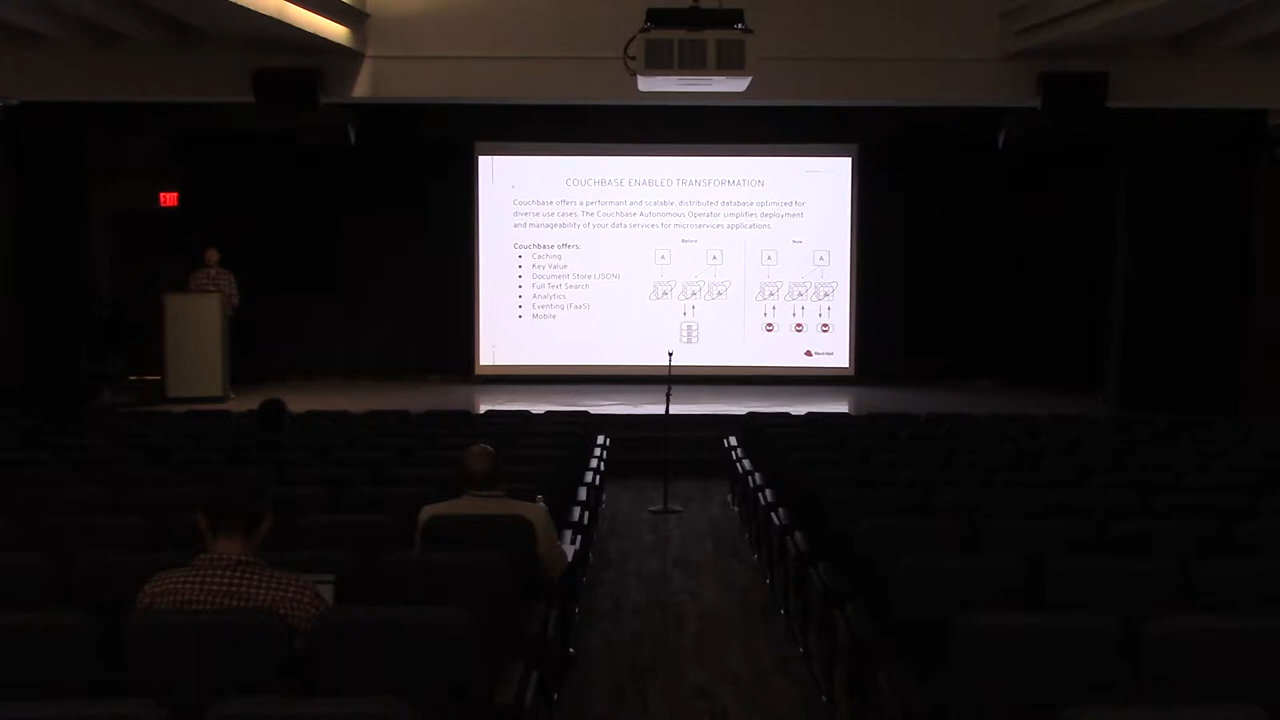 EXIT
COUCHBASE ENABLED TRANSFORMATION
Couchbase offers a performant and scalable, distributed database optimized for
diverse use cases. The Couchbase Autonomous Operator simplifies deployment
and manageability of your data services for microservices applications.
Couchbase offers:
Caching
Key Value
Document Store (JSON)
Full Text Search
Analytics
Eventing (FaaS)
Mobile
Before
A
A
Now
A
A
Red Hat